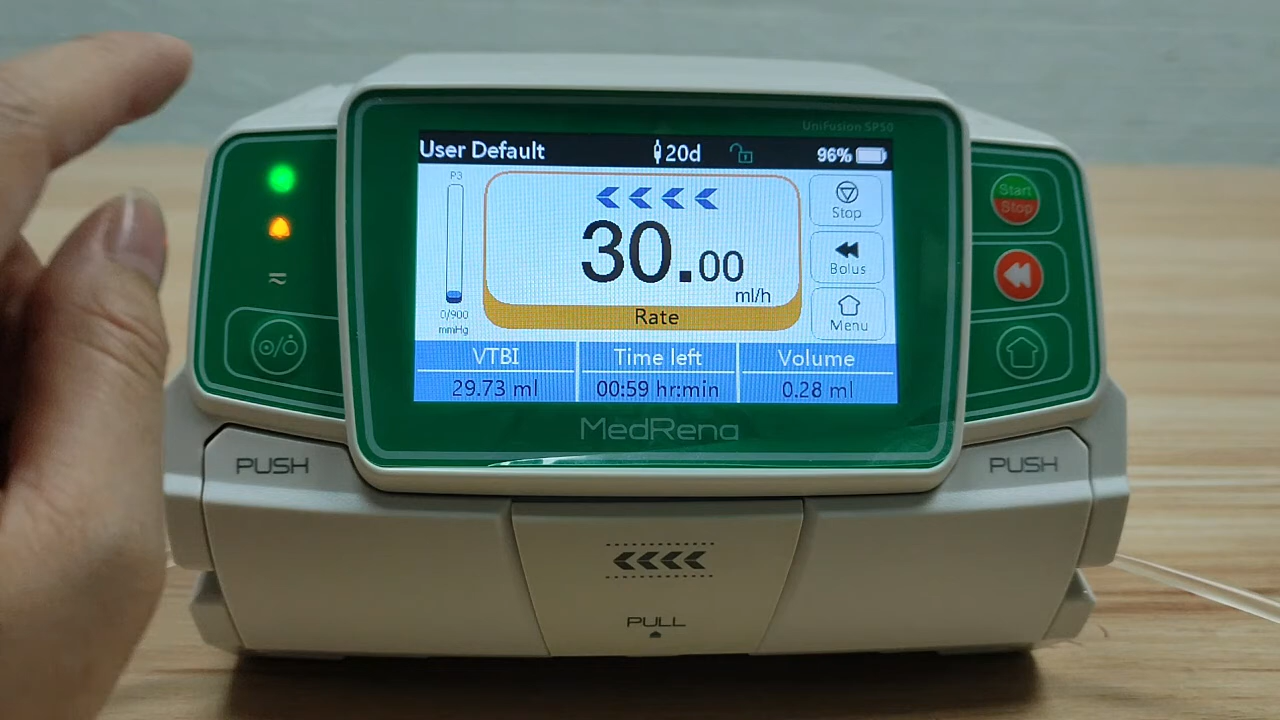 UniFusion SP50
User Default 20d 96%
P3
30.00
ml/h
Rate
0/900
mmHg
Stop
Bolus
Menu
VTBI Time left Volume
29.73 ml 00:59 hr:min 0.28 ml
MedRena
Start
Stop
PUSH
PUSH
PULL